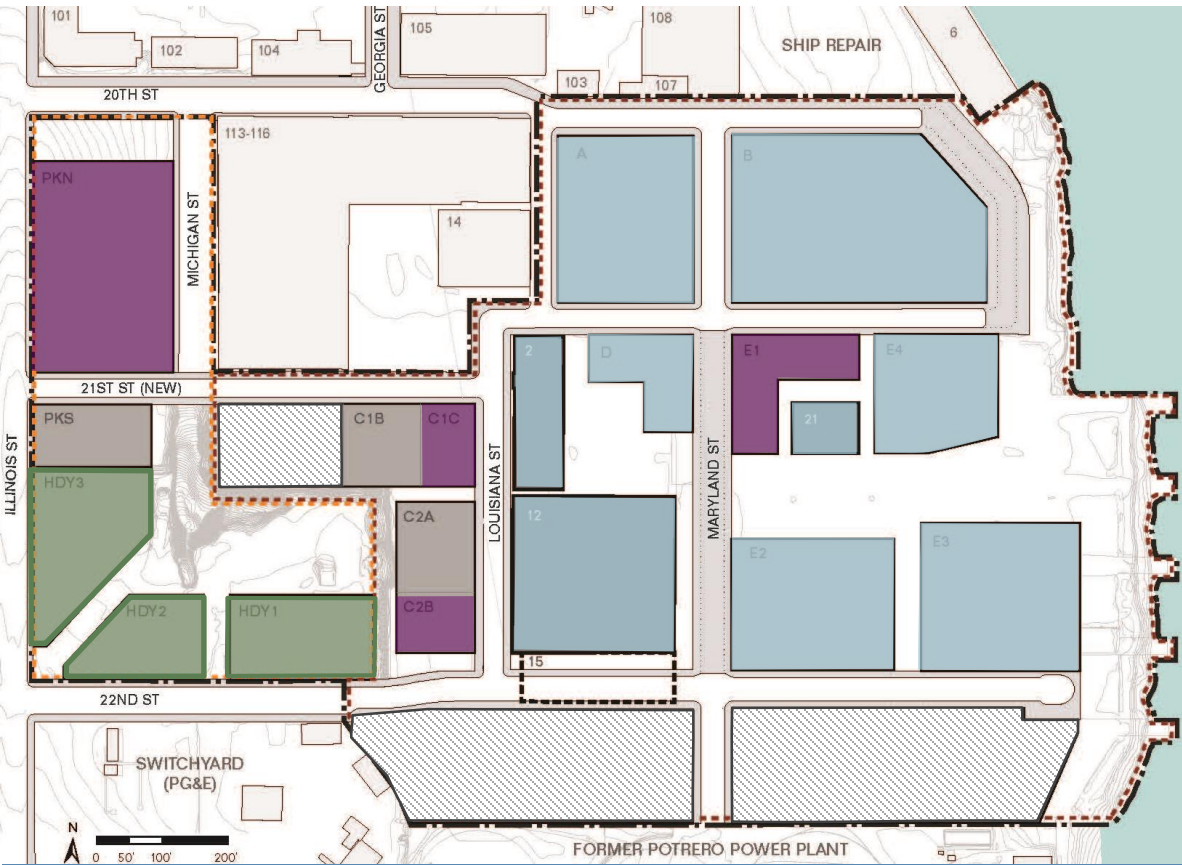 101
102
104
GEORGIA ST
105
108
SHIP REPAIR
6
103
107
20TH ST
113-116
A
B
PKN
MICHIGAN ST
14
21ST ST (NEW)
2
D
E1
E4
PKS
C1B
C1C
21
ILLINOIS ST
HDY3
LOUISIANA ST
MARYLAND ST
C2A
12
E2
E3
HDY2
HDY1
C2B
15
22ND ST
SWITCHYARD
(PG&E)
N
0 50' 100' 200'
FORMER POTRERO POWER PLANT